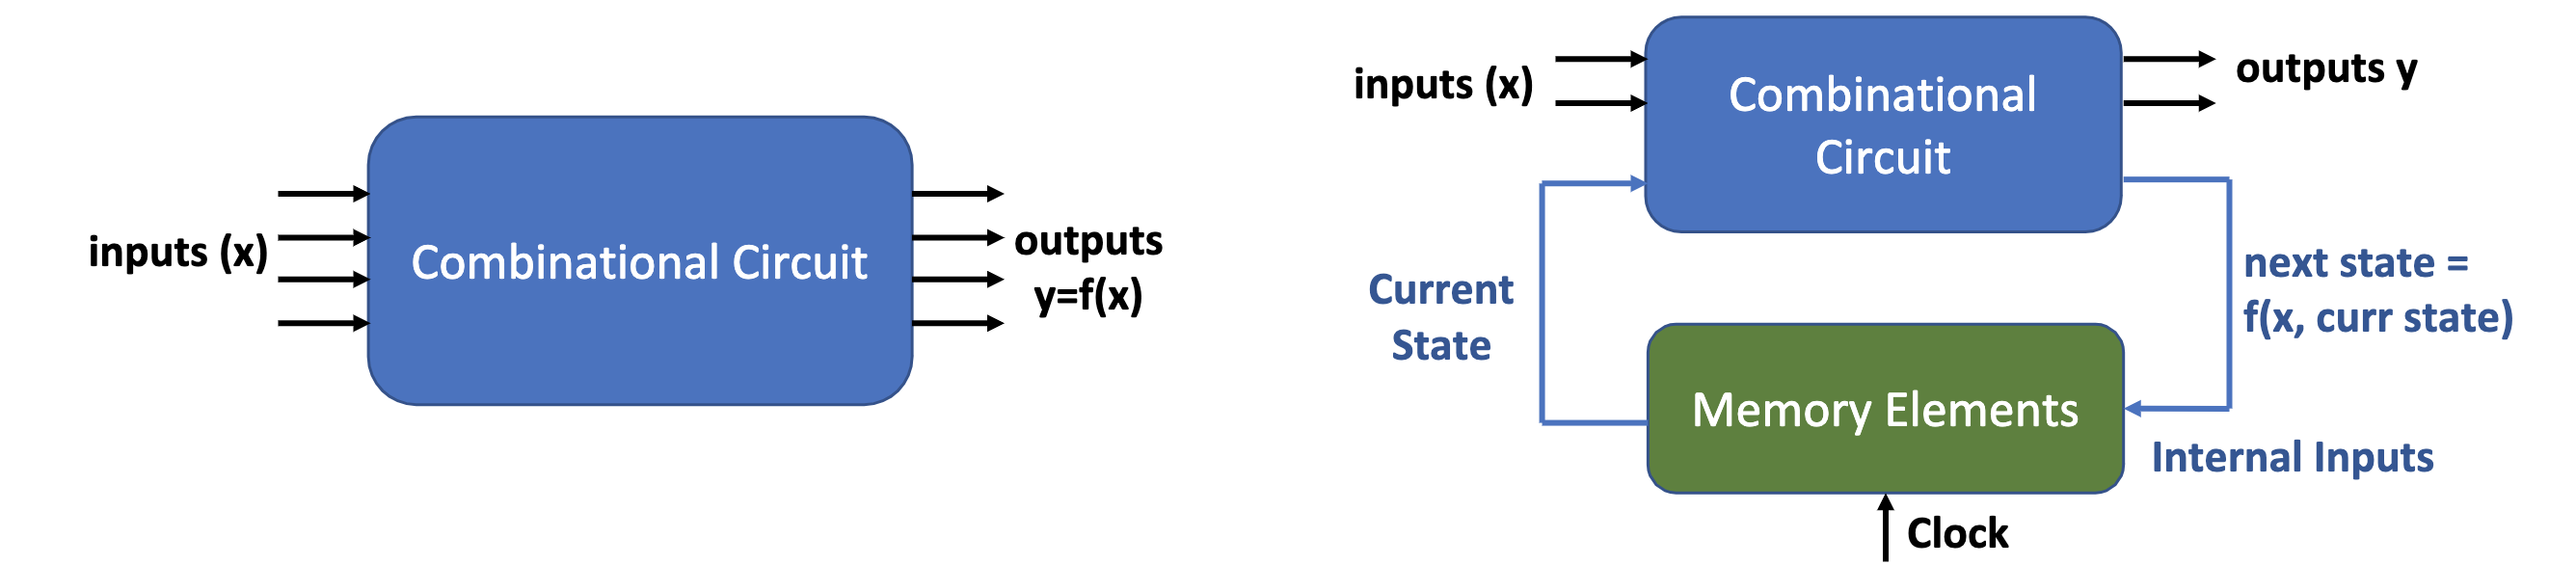 inputs (x)
Combinational Circuit
outputs
y=f(x)
inputs (x)
Combinational
Circuit
outputs y
Current
State
next state =
f(x, curr state)
Memory Elements
Internal Inputs
Clock